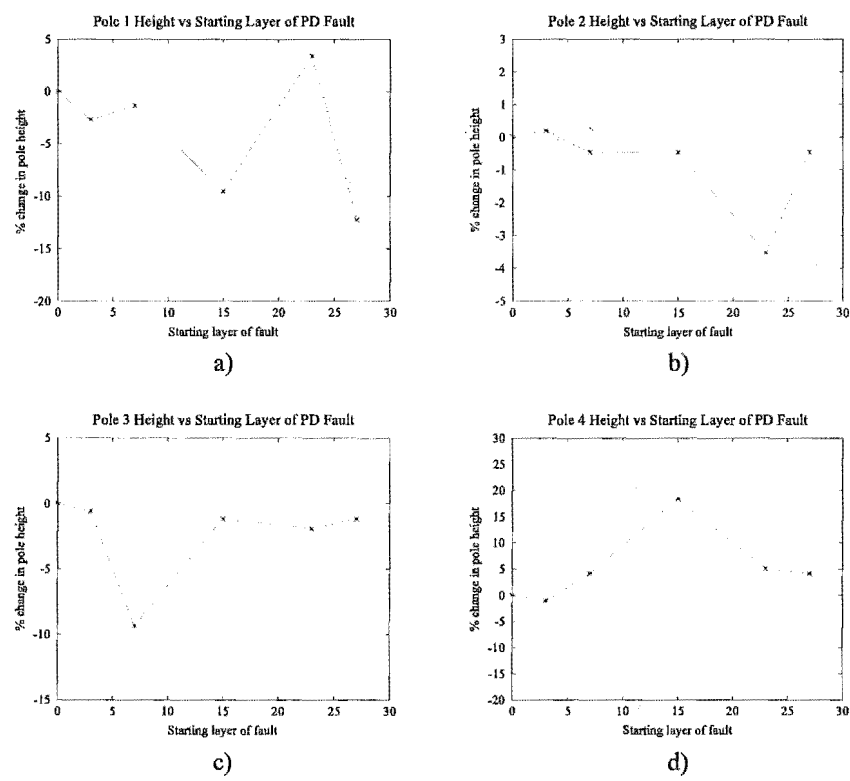 Pole 1 Height vs Starting Layer of PD Fault
5
0
-5
-10
-15
-20
% change in pole height
0 5 10 15 20 25 30
Starting layer of fault
a)
Pole 2 Height vs Starting Layer of PD Fault
3
2
1
0
-1
-2
-3
-4
-5
% change in pole height
0 5 10 15 20 25 30
Starting layer of fault
b)
Pole 3 Height vs Starting Layer of PD Fault
5
0
-5
-10
-15
% change in pole height
0 5 10 15 20 25 30
Starting layer of fault
c)
Pole 4 Height vs Starting Layer of PD Fault
30
25
20
15
10
5
0
-5
-10
-15
-20
% change in pole height
0 5 10 15 20 25 30
Starting layer of fault
d)